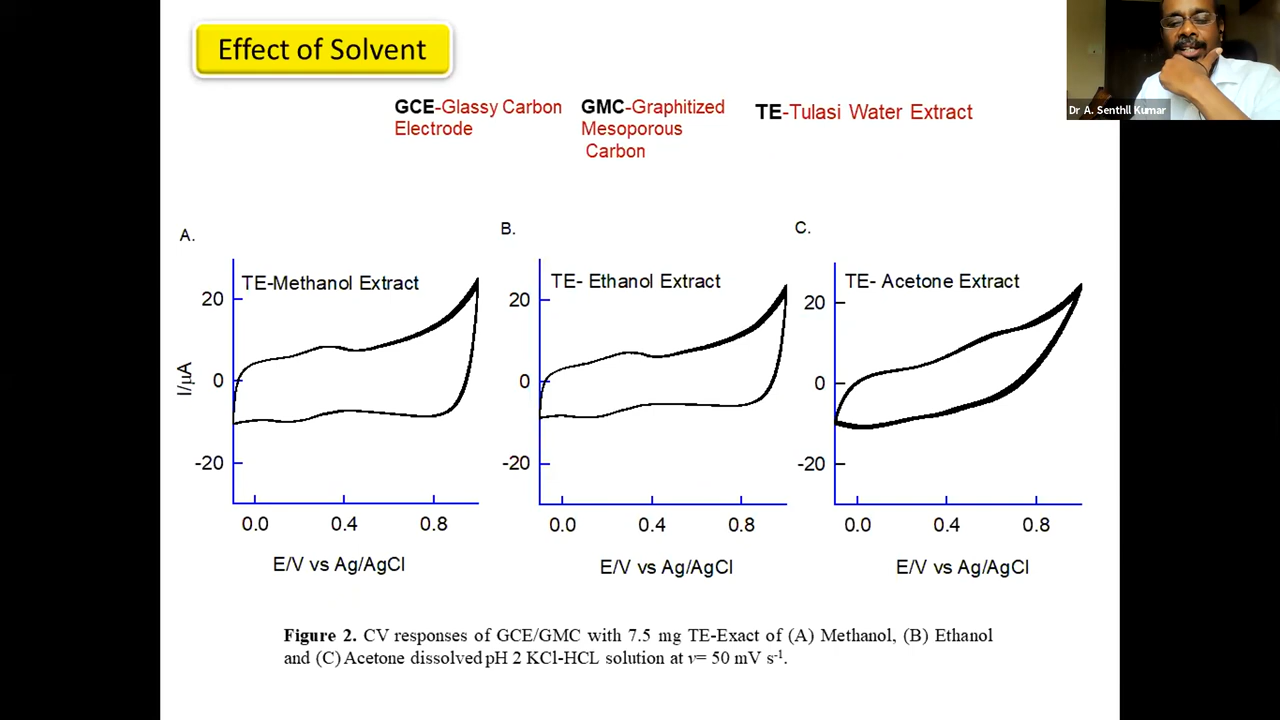 Effect of Solvent
GCE-Glassy Carbon
Electrode
GMC-Graphitized
Mesoporous
Carbon
TE-Tulasi Water Extract
Dr A. Senthil Kumar
A.
TE-Methanol Extract
20
0
-20
I/μA
0.0 0.4 0.8
E/V vs Ag/AgCl
B.
TE- Ethanol Extract
20
0
-20
0.0 0.4 0.8
E/V vs Ag/AgCl
C.
TE- Acetone Extract
20
0
-20
0.0 0.4 0.8
E/V vs Ag/AgCl
Figure 2. CV responses of GCE/GMC with 7.5 mg TE-Exact of (A) Methanol, (B) Ethanol
and (C) Acetone dissolved pH 2 KCl-HCL solution at v= 50 mV s-1.